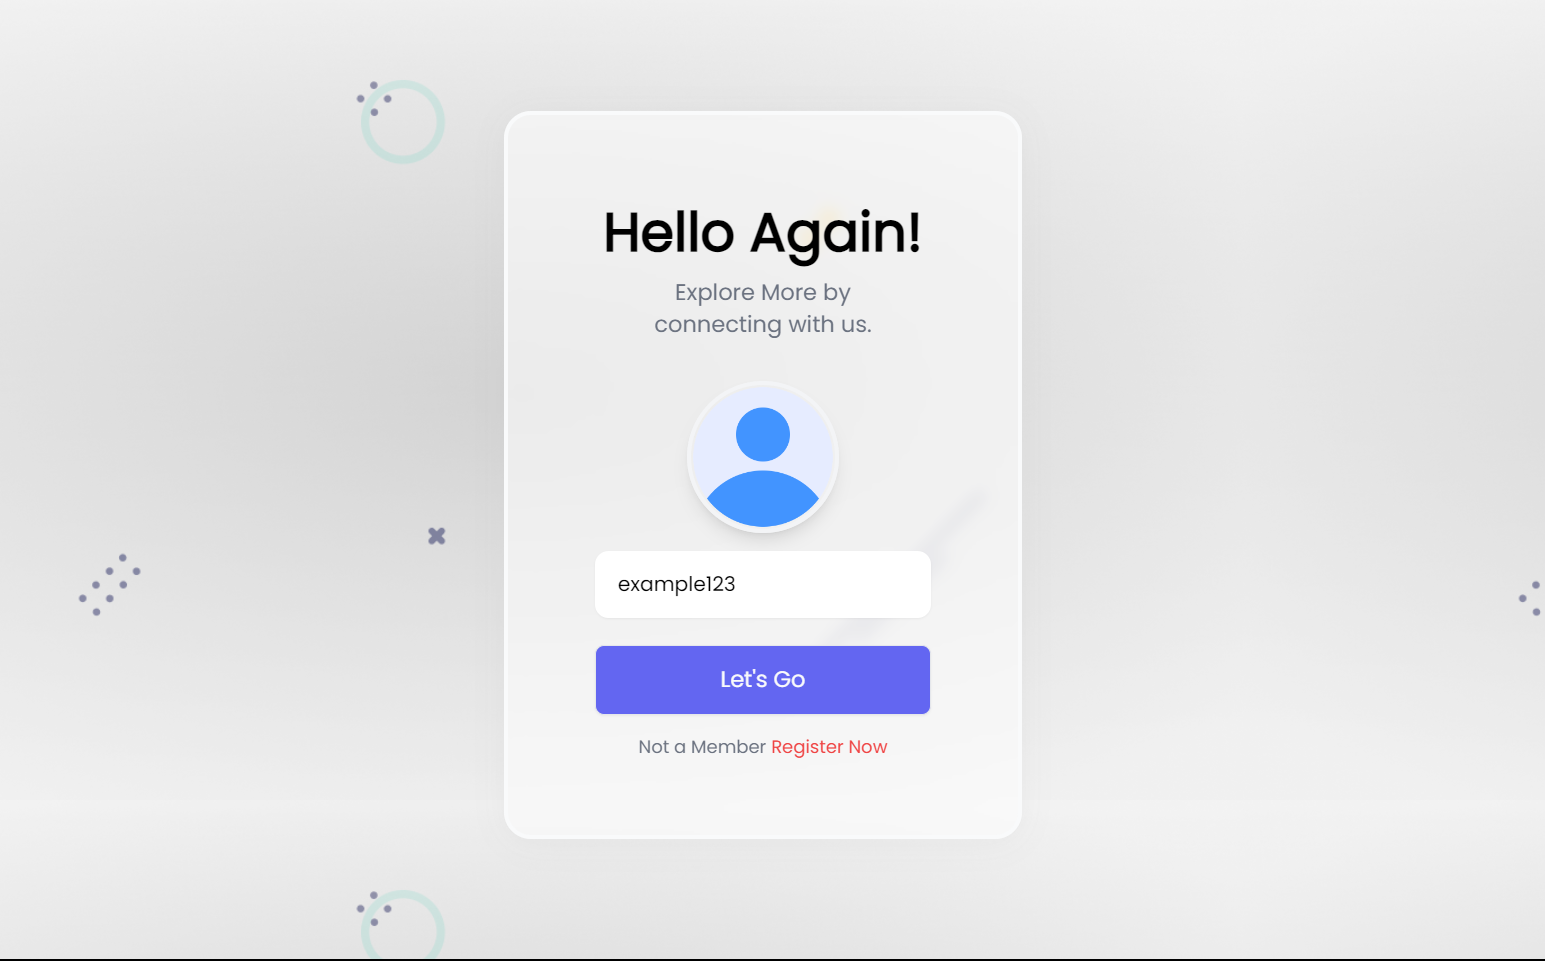 Hello Again!
Explore More by
connecting with us.
example123
Let's Go
Not a Member Register Now